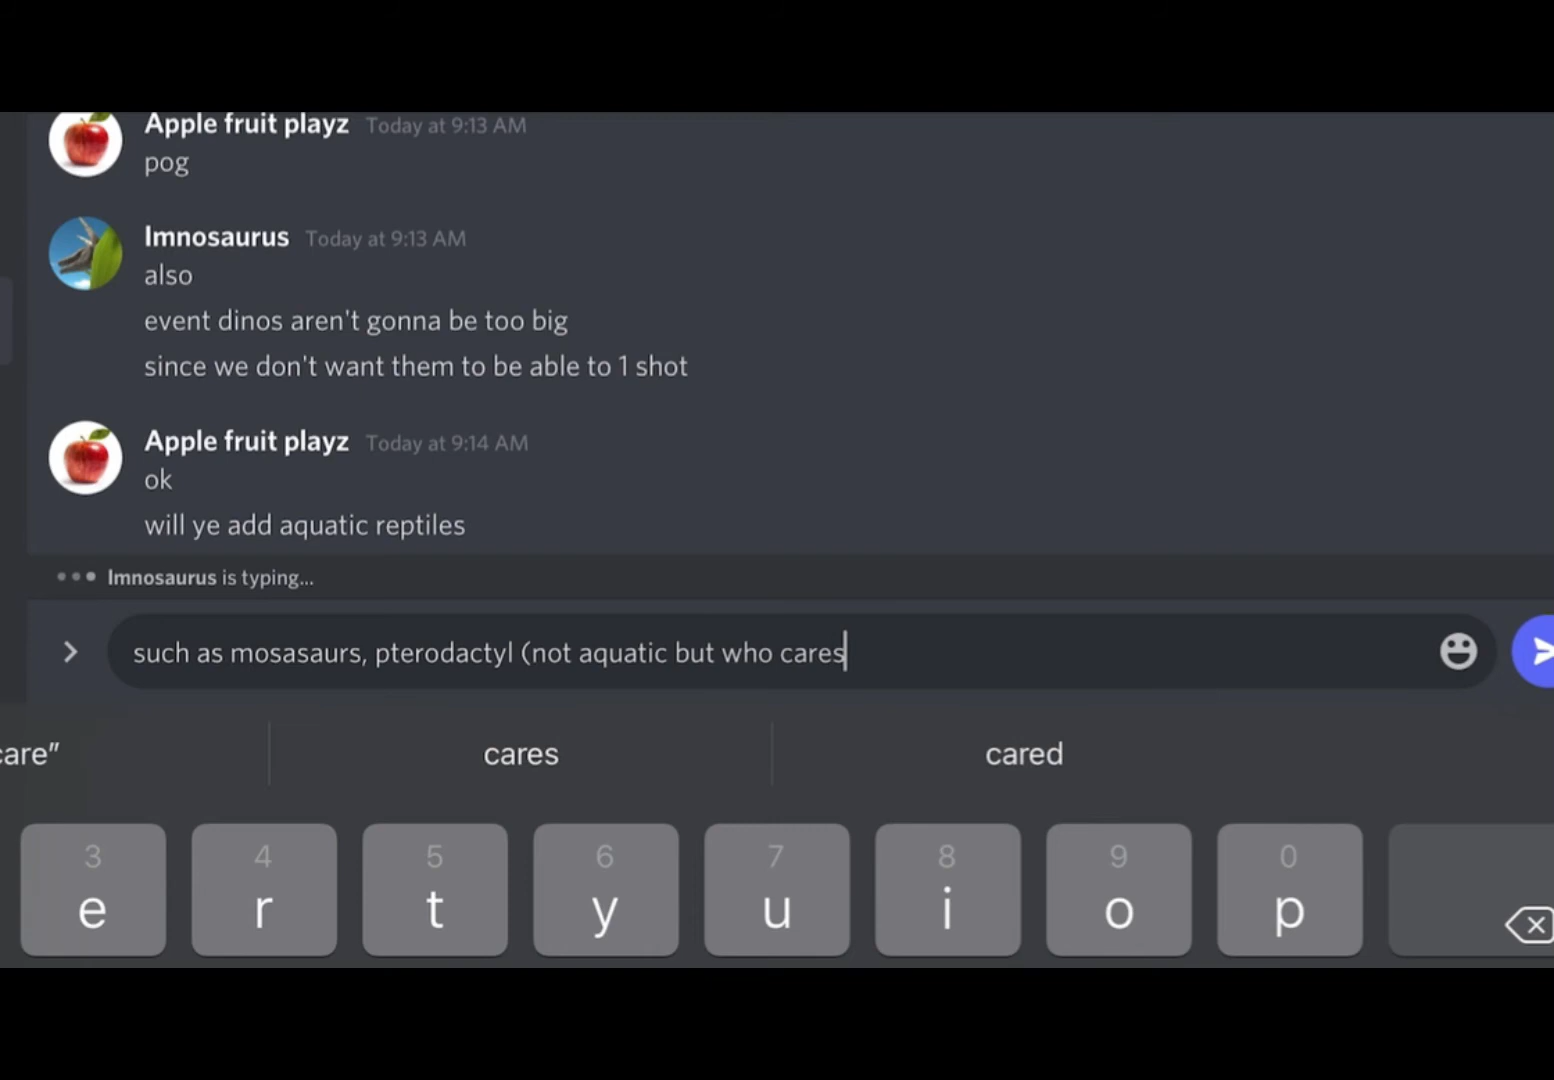 Apple fruit playz Today at 9:13 AM
pog
Imnosaurus Today at 9:13 AM
also
event dinos aren't gonna be too big
since we don't want them to be able to 1 shot
Apple fruit playz Today at 9:14 AM
ok
will ye add aquatic reptiles
Imnosaurus is typing...
such as mosasaurs, pterodactyl (not aquatic but who cares
care” cares cared
3 4 5 6 7 8 9 0
e r t y u i o p